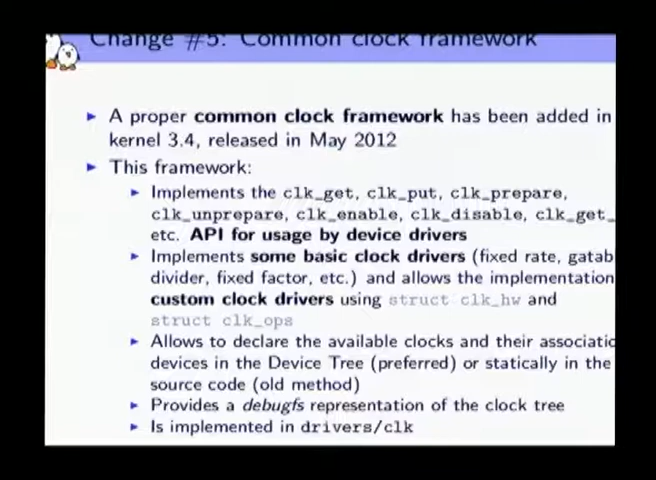 Change #5: Common clock framework
A proper common clock framework has been added in
kernel 3.4, released in May 2012
This framework:
Implements the clk_get, clk_put, clk_prepare,
clk_unprepare, clk_enable, clk_disable, clk_get_
etc. API for usage by device drivers
Implements some basic clock drivers (fixed rate, gatab
divider, fixed factor, etc.) and allows the implementation
custom clock drivers using struct clk_hw and
struct clk_ops
Allows to declare the available clocks and their associatio
devices in the Device Tree (preferred) or statically in the
source code (old method)
Provides a debugfs representation of the clock tree
Is implemented in drivers/clk